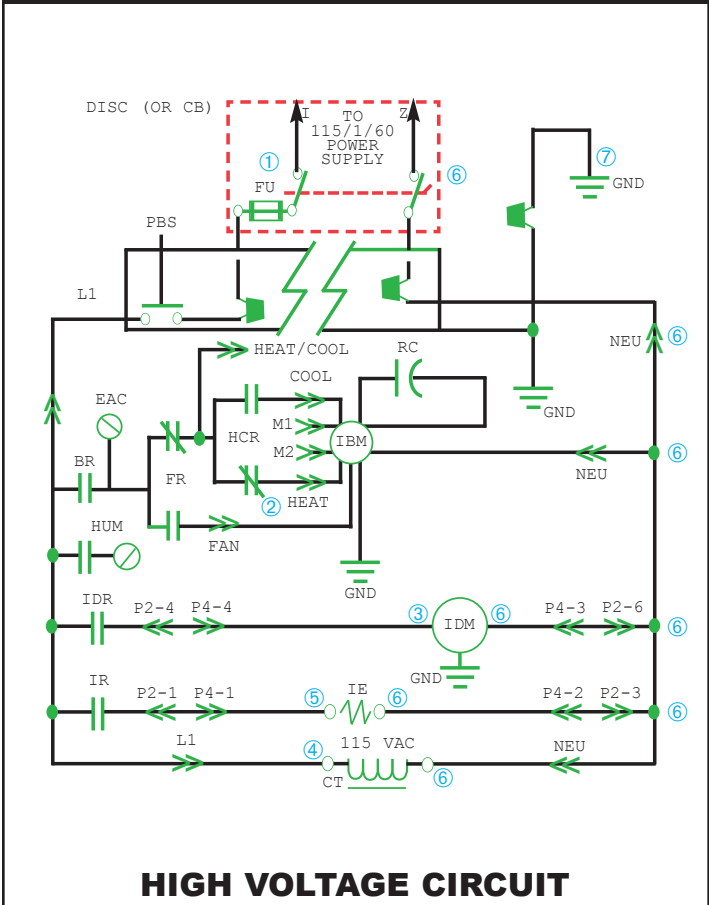 DISC (OR CB)
I
TO
Z
115/1/60
POWER
SUPPLY
①
FU
⑥
⑦
GND
PBS
L1
HEAT/COOL
RC
NEU
⑥
COOL
GND
EAC
M1
HCR
IBM
BR
FR
M2
⑥
NEU
②
HEAT
HUM
FAN
GND
IDR
P2-4
P4-4
③
IDM
⑥
P4-3
P2-6
⑥
GND
IR
P2-1
P4-1
⑤
IE
⑥
P4-2
P2-3
⑥
L1
④
115 VAC
NEU
CT
⑥
HIGH VOLTAGE CIRCUIT